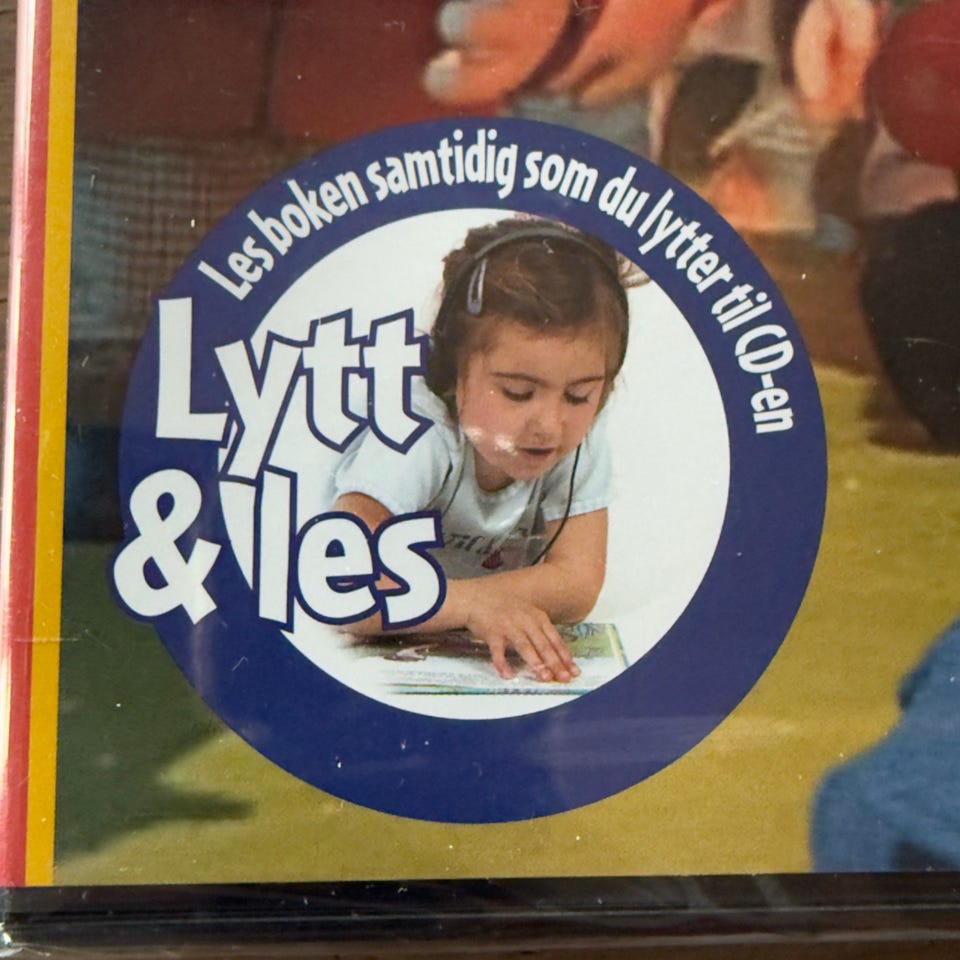 Les boken samtidig som du lytter til CD-en
Lytt
& les